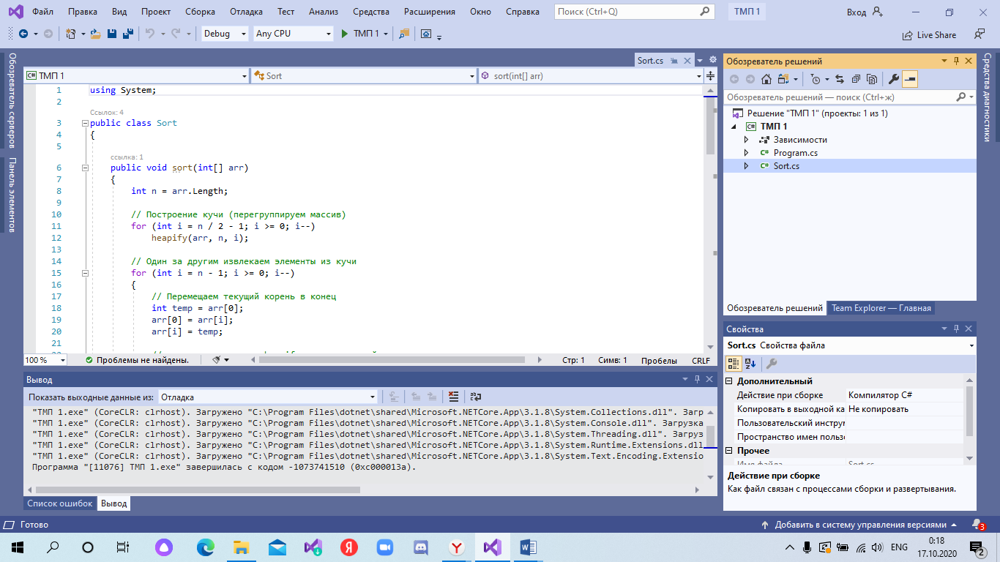 Файл Правка Вид Проект Сборка Отладка Тест Анализ Средства Расширения Окно Справка Поиск (Ctrl+Q) ТМП 1 Вход
Debug Any CPU ТМП 1 Live Share
Обозреватель серверов
Панель элементов
Sort.cs
ТМП 1 Sort sort(int[] arr)
1 using System;
2
Ссылок: 4
3 public class Sort
4 {
5
ссылка: 1
6 public void sort(int[] arr)
7 {
8 int n = arr.Length;
9
10 // Построение кучи (перегруппируем массив)
11 for (int i = n / 2 - 1; i >= 0; i--)
12 heapify(arr, n, i);
13
14 // Один за другим извлекаем элементы из кучи
15 for (int i = n - 1; i >= 0; i--)
16 {
17 // Перемещаем текущий корень в конец
18 int temp = arr[0];
19 arr[0] = arr[i];
20 arr[i] = temp;
21
100 % Проблемы не найдены. Стр: 1 Симв: 1 Пробелы CRLF
Вывод
Показать выходные данные из: Отладка
"ТМП 1.exe" (CoreCLR: clrhost). Загружено "C:\Program Files\dotnet\shared\Microsoft.NETCore.App\3.1.8\System.Collections.dll". Загр
"ТМП 1.exe" (CoreCLR: clrhost). Загружено "C:\Program Files\dotnet\shared\Microsoft.NETCore.App\3.1.8\System.Console.dll". Загрузка
"ТМП 1.exe" (CoreCLR: clrhost). Загружено "C:\Program Files\dotnet\shared\Microsoft.NETCore.App\3.1.8\System.Threading.dll". Загруз
"ТМП 1.exe" (CoreCLR: clrhost). Загружено "C:\Program Files\dotnet\shared\Microsoft.NETCore.App\3.1.8\System.Runtime.Extensions.dll
"ТМП 1.exe" (CoreCLR: clrhost). Загружено "C:\Program Files\dotnet\shared\Microsoft.NETCore.App\3.1.8\System.Text.Encoding.Extensio
Программа "[11076] ТМП 1.exe" завершилась с кодом -1073741510 (0xc000013a).
Список ошибок Вывод
Обозреватель решений
Обозреватель решений — поиск (Ctrl+ж)
Решение "ТМП 1" (проекты: 1 из 1)
ТМП 1
Зависимости
Program.cs
Sort.cs
Обозреватель решений Team Explorer — Главная
Свойства
Sort.cs Свойства файла
Дополнительный
Действие при сборке Компилятор C#
Копировать в выходной ка Не копировать
Пользовательский инструм
Пространство имен польз
Прочее
Имя файла Sort.cs
Действие при сборке
Как файл связан с процессами сборки и развертывания.
Средства диагностики
Готово Добавить в систему управления версиями 3
ENG 0:18
17.10.2020 2